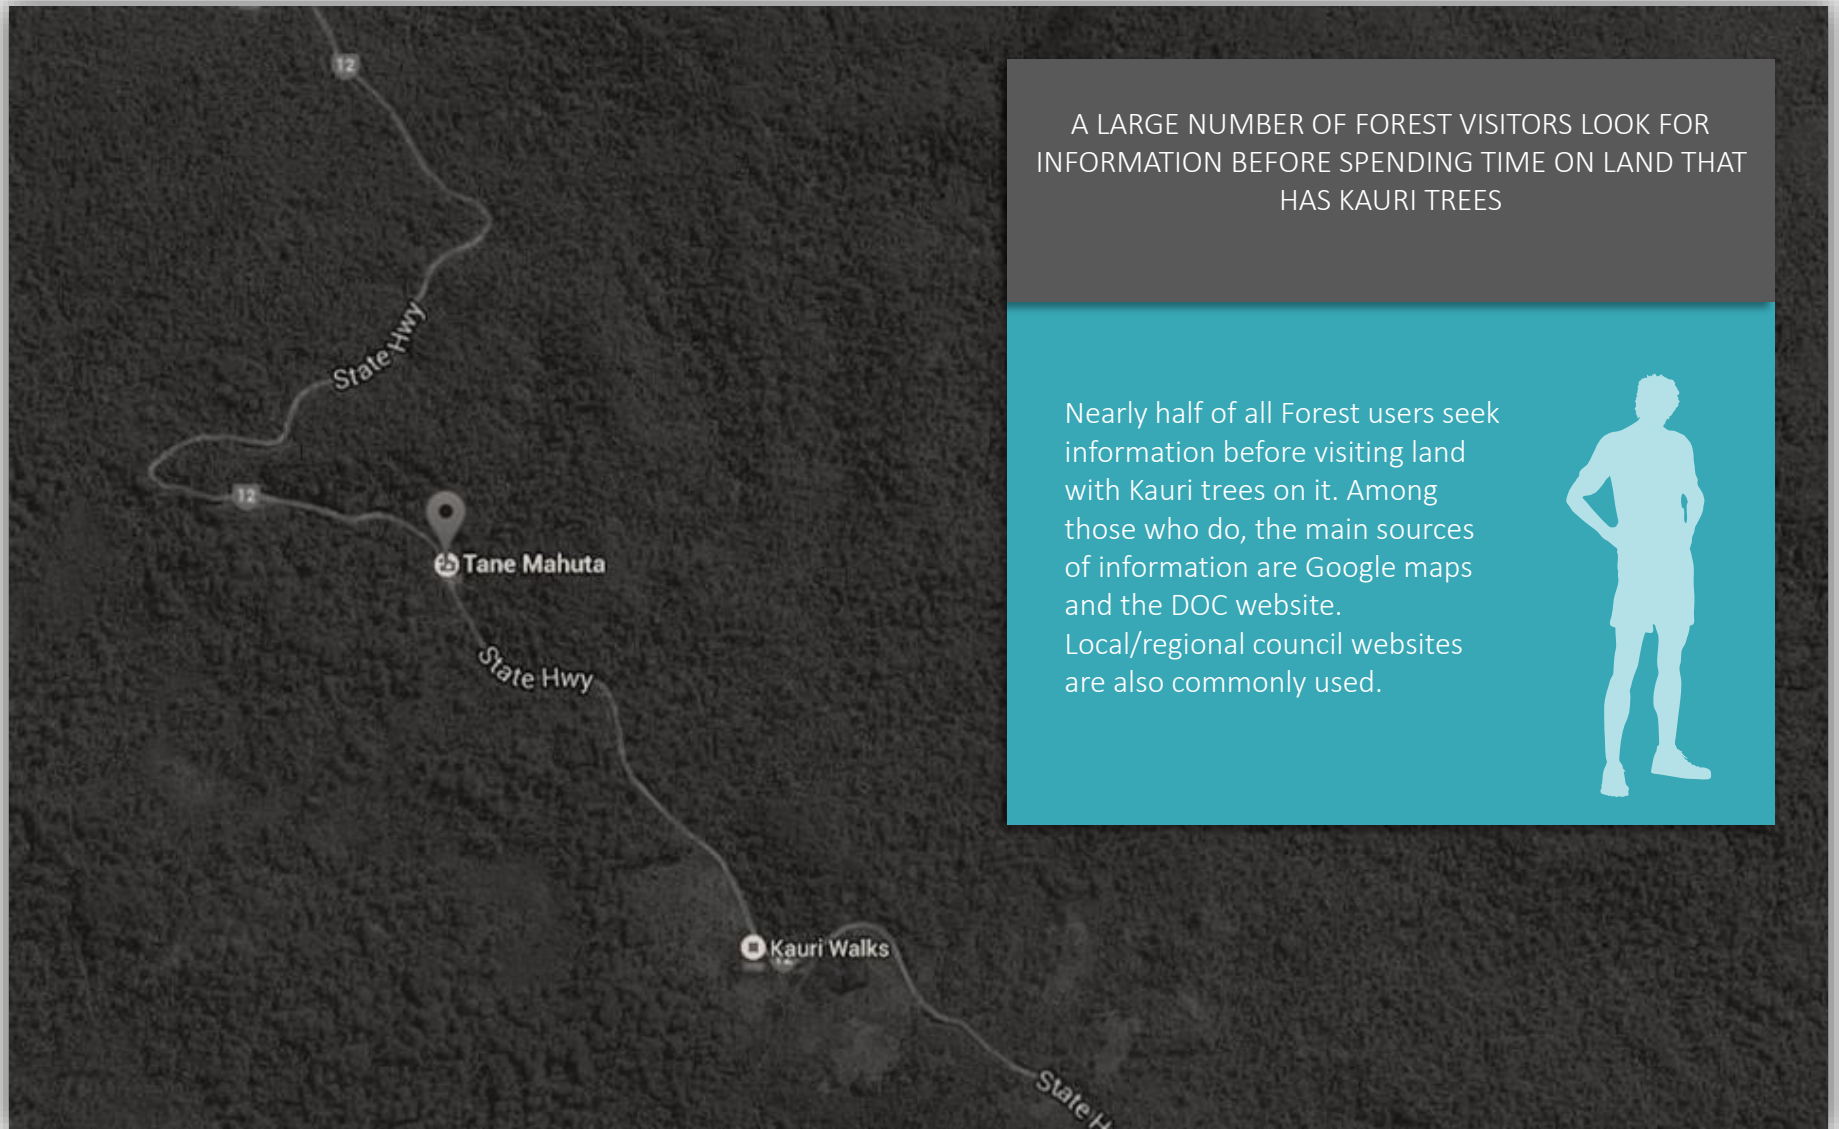 12
A LARGE NUMBER OF FOREST VISITORS LOOK FOR
INFORMATION BEFORE SPENDING TIME ON LAND THAT
HAS KAURI TREES
State Hwy
Nearly half of all Forest users seek
information before visiting land
with Kauri trees on it. Among
those who do, the main sources
of information are Google maps
and the DOC website.
Local/regional council websites
are also commonly used.
12
Tane Mahuta
State Hwy
Kauri Walks
12
State H